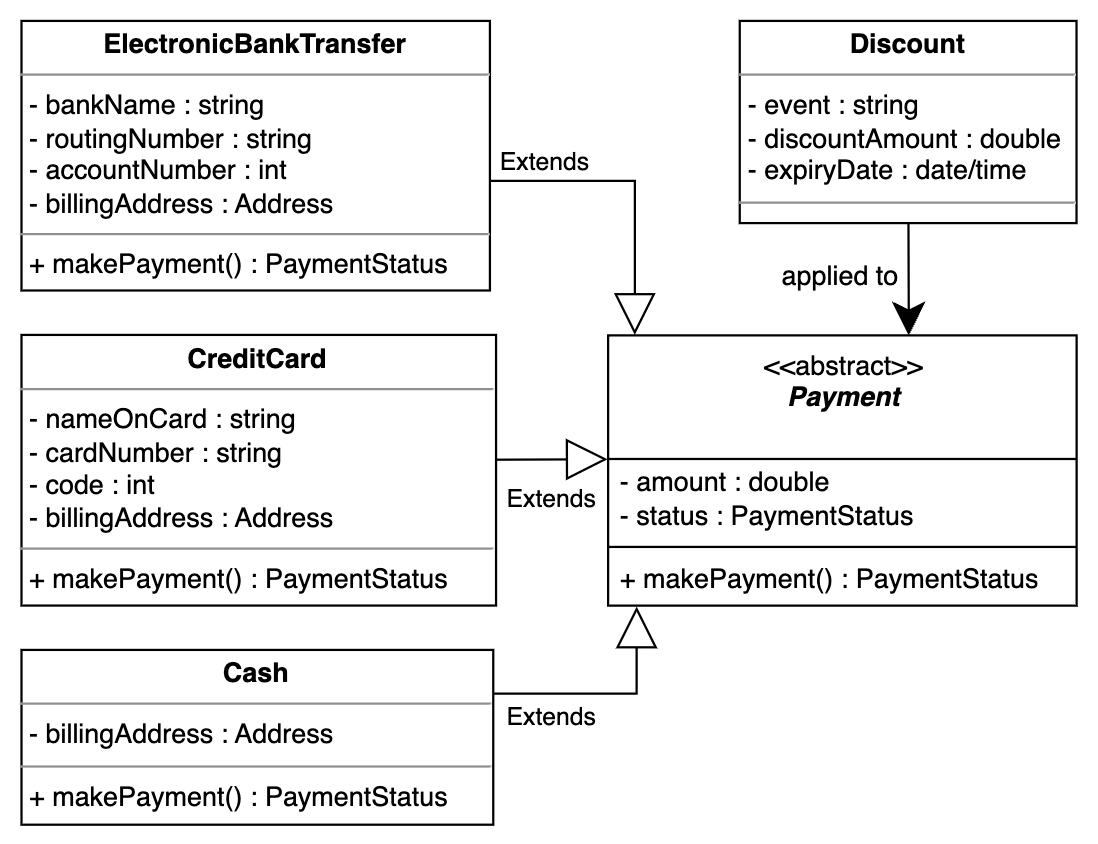 ElectronicBankTransfer
- bankName : string
- routingNumber : string
- accountNumber : int
- billingAddress : Address
+ makePayment() : PaymentStatus
Extends
Discount
- event : string
- discountAmount : double
- expiryDate : date/time
applied to
CreditCard
- nameOnCard : string
- cardNumber : string
- code : int
- billingAddress : Address
+ makePayment() : PaymentStatus
Extends
<<abstract>>
Payment
- amount : double
- status : PaymentStatus
+ makePayment() : PaymentStatus
Cash
- billingAddress : Address
+ makePayment() : PaymentStatus
Extends